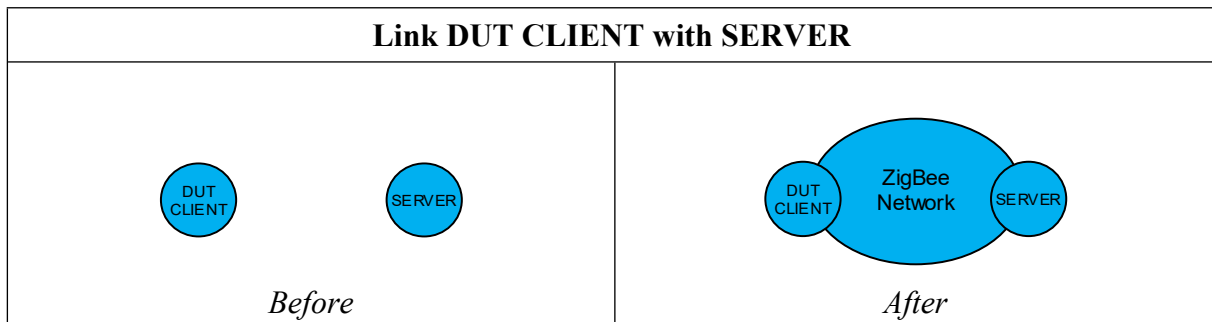 Link DUT CLIENT with SERVER
DUT
CLIENT
SERVER
Before
DUT
CLIENT
ZigBee
Network
SERVER
After